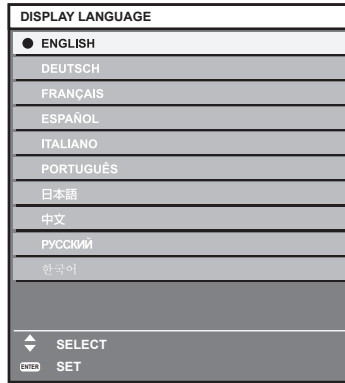 DISPLAY LANGUAGE
ENGLISH
DEUTSCH
FRANÇAIS
ESPAÑOL
ITALIANO
PORTUGUÊS
日本語
中文
РУССКИЙ
한국어
SELECT
ENTER SET